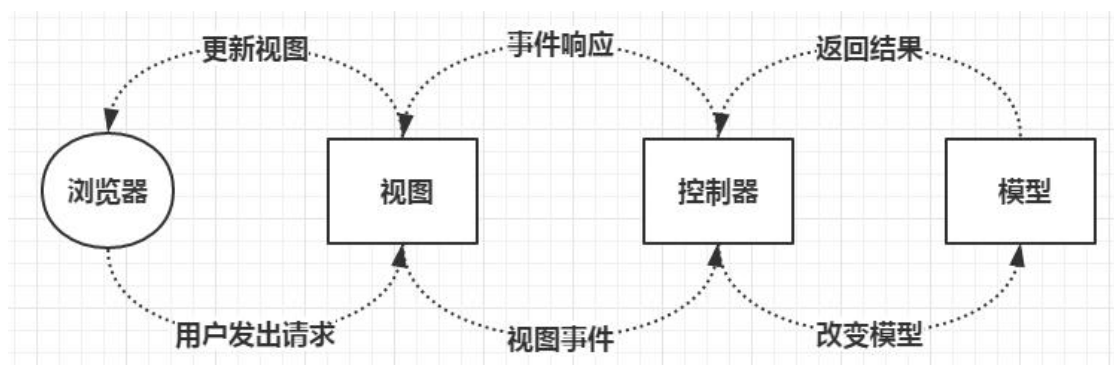 更新视图
事件响应
返回结果
浏览器
视图
控制器
模型
用户发出请求
视图事件
改变模型